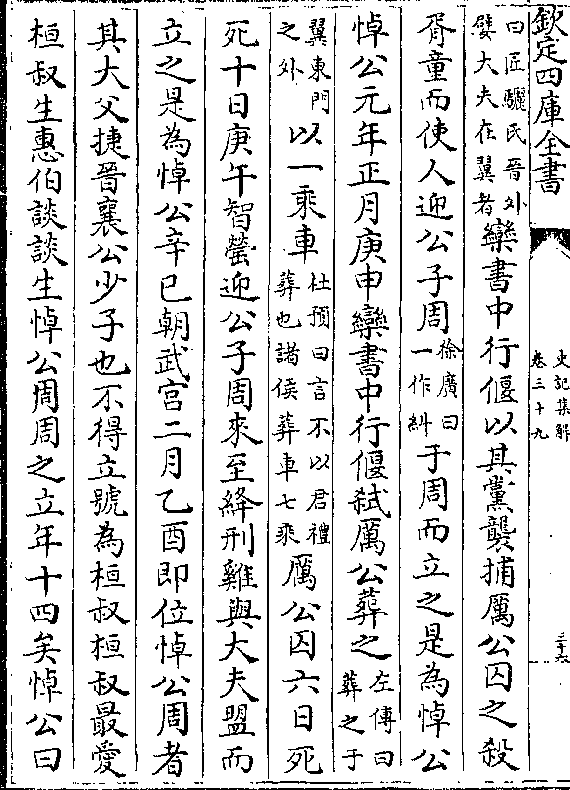 欽定四庫全書
史記集解
卷三十九
三十六
曰匠驪氏晉外
嬖大夫在翼者
欒書中行偃以其黨襲捕厲公囚之殺
胥童而使人迎公子周
徐廣曰
一作糾
于周而立之是為悼公
悼公元年正月庚申欒書中行偃弒厲公葬之
左傳曰
葬之于
翼東門
之外
以一乘車
杜預曰言不以君禮
葬也諸侯葬車七乘
厲公囚六日死
死十日庚午智罃迎公子周來至絳刑雞與大夫盟而
立之是為悼公辛巳朝武宮二月乙酉即位悼公周者
其大父捷晉襄公少子也不得立號為桓叔桓叔最愛
桓叔生惠伯談談生悼公周周之立年十四矣悼公曰